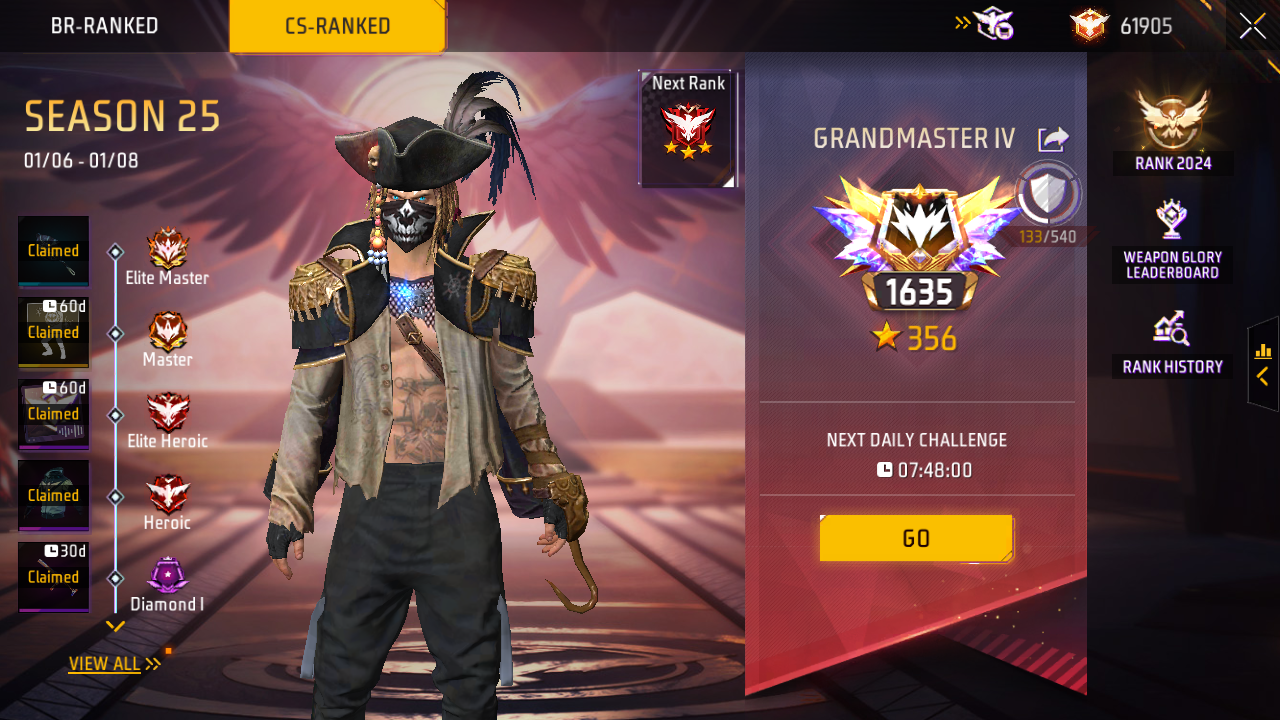 BR-RANKED
CS-RANKED
61905
SEASON 25
01/06 - 01/08
Next Rank
GRANDMASTER IV
133/540
1635
356
NEXT DAILY CHALLENGE
07:48:00
GO
RANK 2024
WEAPON GLORY
LEADERBOARD
RANK HISTORY
Claimed
Elite Master
60d
Claimed
Master
60d
Claimed
Elite Heroic
Claimed
Heroic
30d
Claimed
Diamond I
VIEW ALL